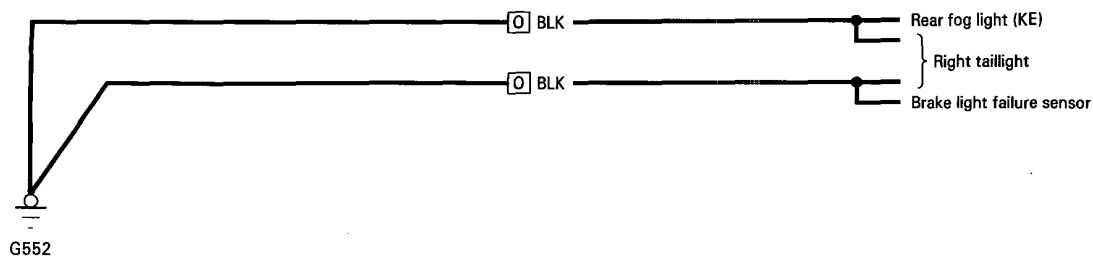 O BLK
Rear fog light (KE)
Right taillight
O BLK
Brake light failure sensor
G552